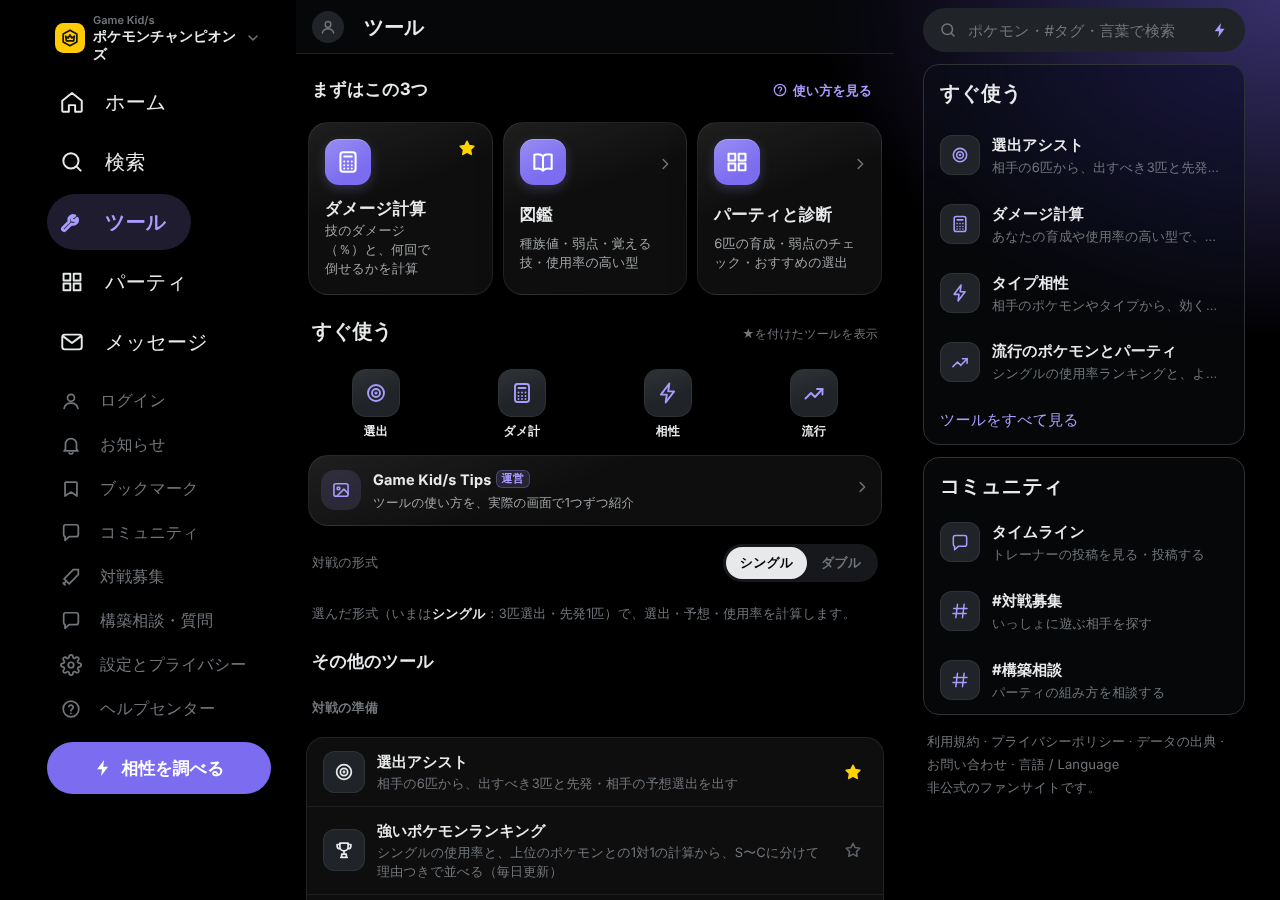 Game Kid/s
ポケモンチャンピオン
ズ
ホーム
検索
ツール
パーティ
メッセージ
ログイン
お知らせ
ブックマーク
コミュニティ
対戦募集
構築相談・質問
設定とプライバシー
ヘルプセンター
相性を調べる
ツール
まずはこの3つ
使い方を見る
ダメージ計算
技のダメージ
（％）と、何回で
倒せるかを計算
図鑑
種族値・弱点・覚える
技・使用率の高い型
パーティと診断
6匹の育成・弱点のチェ
ック・おすすめの選出
すぐ使う
★を付けたツールを表示
選出
ダメ計
相性
流行
Game Kid/s Tips 運営
ツールの使い方を、実際の画面で1つずつ紹介
対戦の形式
シングル
ダブル
選んだ形式（いまはシングル：3匹選出・先発1匹）で、選出・予想・使用率を計算します。
その他のツール
対戦の準備
選出アシスト
相手の6匹から、出すべき3匹と先発・相手の予想選出を出す
強いポケモンランキング
シングルの使用率と、上位のポケモンとの1対1の計算から、S〜Cに分けて
理由つきで並べる（毎日更新）
ポケモン・#タグ・言葉で検索
すぐ使う
選出アシスト
相手の6匹から、出すべき3匹と先発...
ダメージ計算
あなたの育成や使用率の高い型で、...
タイプ相性
相手のポケモンやタイプから、効く...
流行のポケモンとパーティ
シングルの使用率ランキングと、よ...
ツールをすべて見る
コミュニティ
タイムライン
トレーナーの投稿を見る・投稿する
#対戦募集
いっしょに遊ぶ相手を探す
#構築相談
パーティの組み方を相談する
利用規約 · プライバシーポリシー · データの出典 ·
お問い合わせ · 言語 / Language
非公式のファンサイトです。